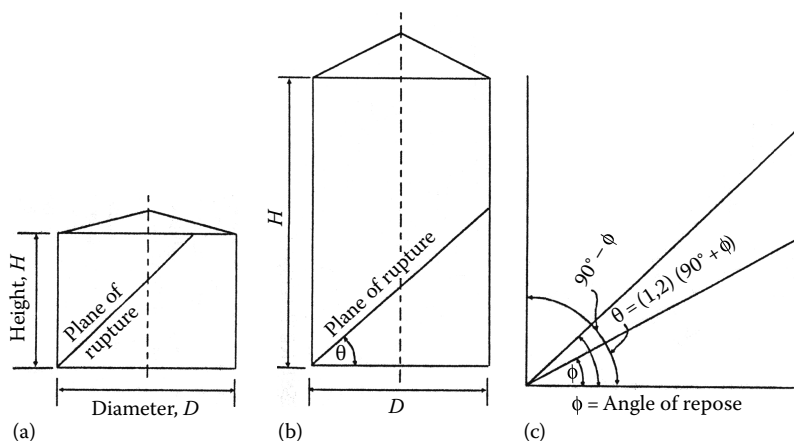 Height, H
Plane of
rupture
Diameter, D
(a)
H
Plane of rupture
θ
D
(b)
90° – ϕ
θ = (1,2) (90° + ϕ)
ϕ
ϕ = Angle of repose
(c)